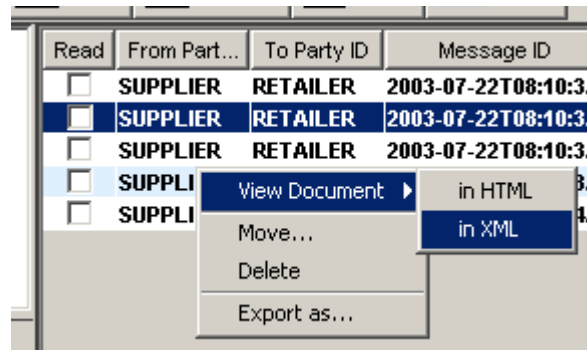 Read From Part... To Party ID Message ID
SUPPLIER RETAILER 2003-07-22T08:10:3
SUPPLIER RETAILER 2003-07-22T08:10:3
SUPPLIER RETAILER 2003-07-22T08:10:3
SUPPLI
SUPPLI
View Document
Move...
Delete
Export as...
in HTML
in XML